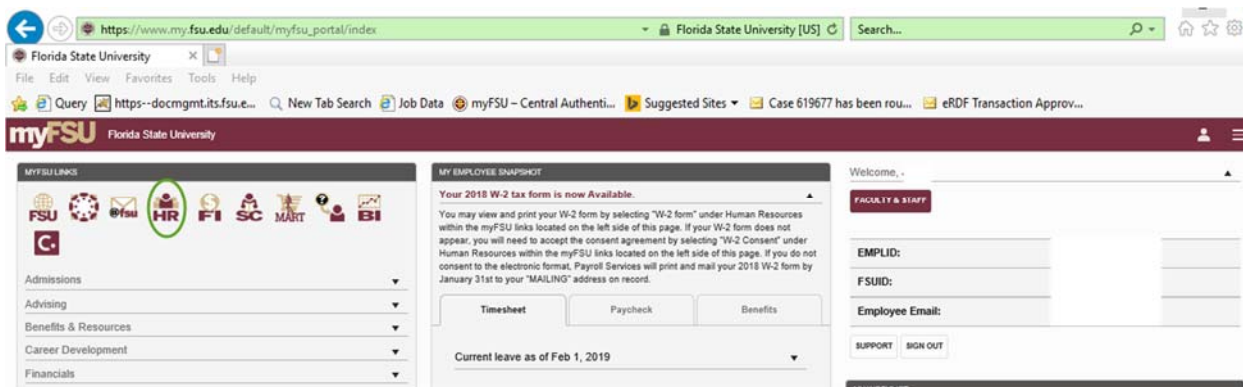 https://www.my.fsu.edu/default/myfsu_portal/index
Florida State University [US]
Search...
Florida State University
File Edit View Favorites Tools Help
Query https--docmgmt.its.fsu.e... New Tab Search Job Data myFSU – Central Authenti... Suggested Sites Case 619677 has been rou... eRDF Transaction Approv...
myFSU Florida State University
MYFSU LINKS
FSU @fsu HR FI SC MART BI
C.
Admissions
Advising
Benefits & Resources
Career Development
Financials
MY EMPLOYEE SNAPSHOT
Your 2018 W-2 tax form is now Available.
You may view and print your W-2 form by selecting "W-2 form" under Human Resources
within the myFSU links located on the left side of this page. If your W-2 form does not
appear, you will need to accept the consent agreement by selecting "W-2 Consent" under
Human Resources within the myFSU links located on the left side of this page. If you do not
consent to the electronic format, Payroll Services will print and mail your 2018 W-2 form by
January 31st to your "MAILING" address on record.
Timesheet Paycheck Benefits
Current leave as of Feb 1, 2019
Welcome, .
FACULTY & STAFF
EMPLID:
FSUID:
Employee Email:
SUPPORT SIGN OUT